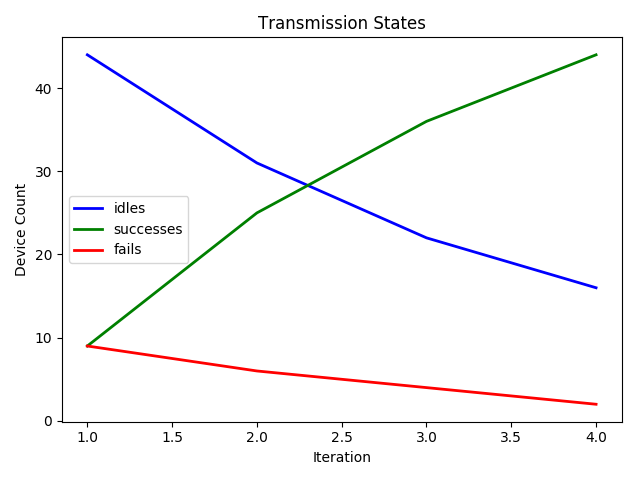 Transmission States
Device Count
40
30
20
10
0
idles
successes
fails
1.0 1.5 2.0 2.5 3.0 3.5 4.0
Iteration